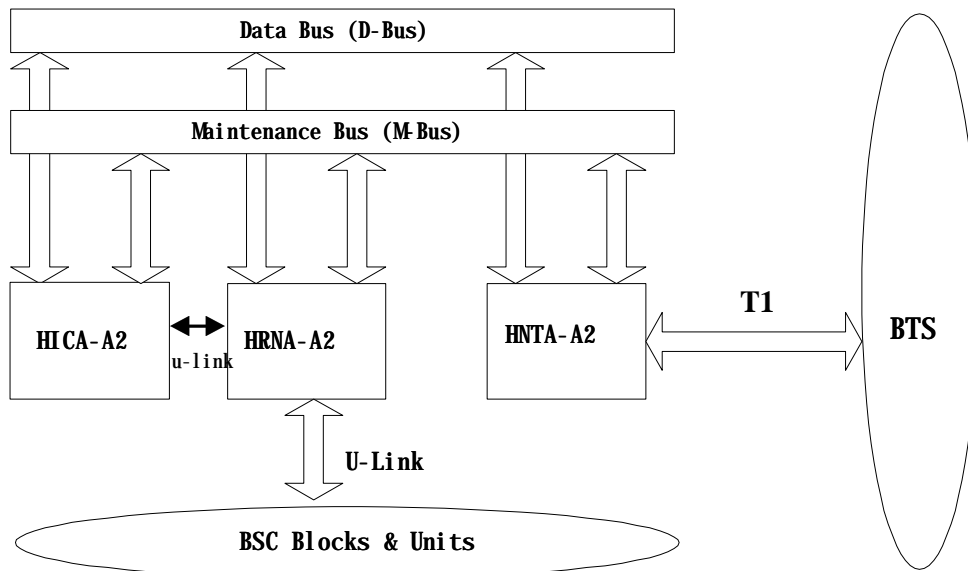 Data Bus (D-Bus)
Maintenance Bus (M-Bus)
HICA-A2
u-link
HRNA-A2
HNTA-A2
T1
BTS
U-Link
BSC Blocks & Units